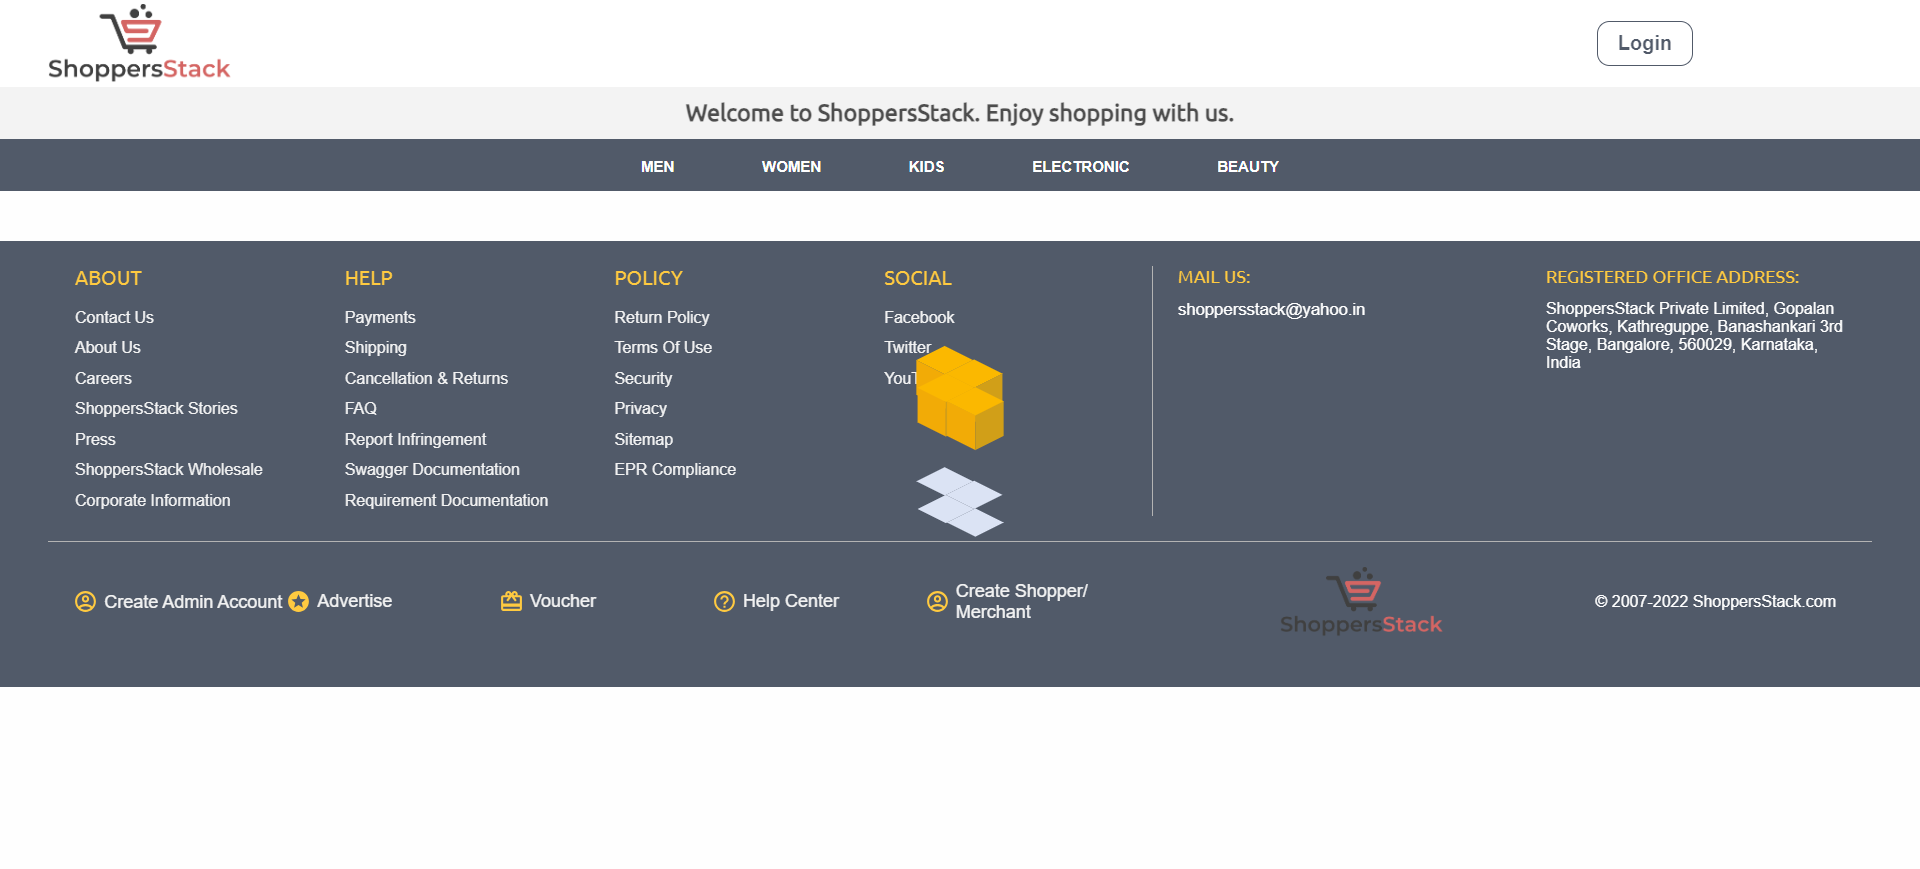 ShoppersStack
Login
Welcome to ShoppersStack. Enjoy shopping with us.
MEN
WOMEN
KIDS
ELECTRONIC
BEAUTY
ABOUT
Contact Us
About Us
Careers
ShoppersStack Stories
Press
ShoppersStack Wholesale
Corporate Information
HELP
Payments
Shipping
Cancellation & Returns
FAQ
Report Infringement
Swagger Documentation
Requirement Documentation
POLICY
Return Policy
Terms Of Use
Security
Privacy
Sitemap
EPR Compliance
SOCIAL
Facebook
Twitter
MAIL US:
shoppersstack@yahoo.in
REGISTERED OFFICE ADDRESS:
ShoppersStack Private Limited, Gopalan
Coworks, Kathreguppe, Banashankari 3rd
Stage, Bangalore, 560029, Karnataka,
India
Create Admin Account
Advertise
Voucher
Help Center
Create Shopper/
Merchant
ShoppersStack
© 2007-2022 ShoppersStack.com